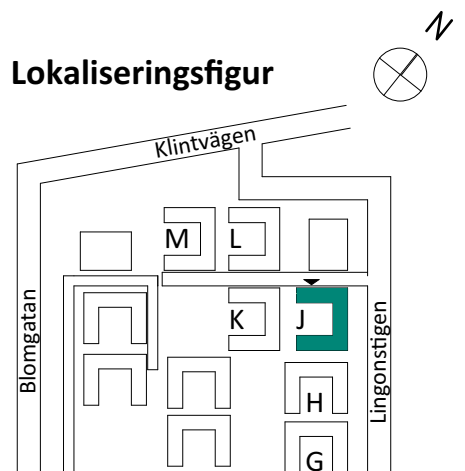 N
Lokaliseringsfigur
Klintvägen
M
L
K
J
Blomgatan
Lingonstigen
H
G